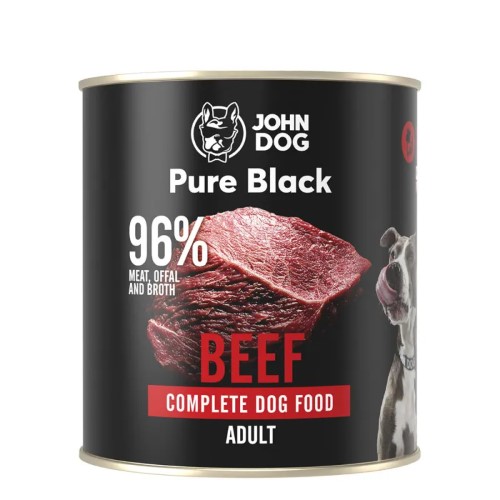 JOHN
DOG
Pure Black
96%
MEAT, OFFAL
AND BROTH
BEEF
COMPLETE DOG FOOD
ADULT